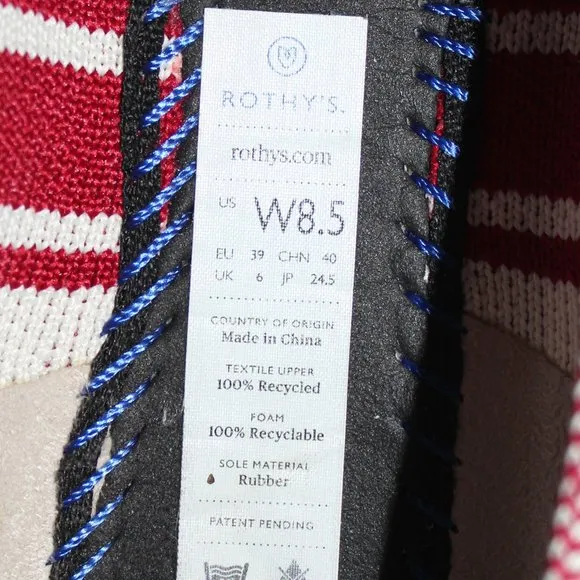 ROTHY'S.
rothys.com
US W8.5
EU 39 CHN 40
UK 6 JP 24.5
COUNTRY OF ORIGIN
Made in China
TEXTILE UPPER
100% Recycled
FOAM
100% Recyclable
SOLE MATERIAL
Rubber
PATENT PENDING